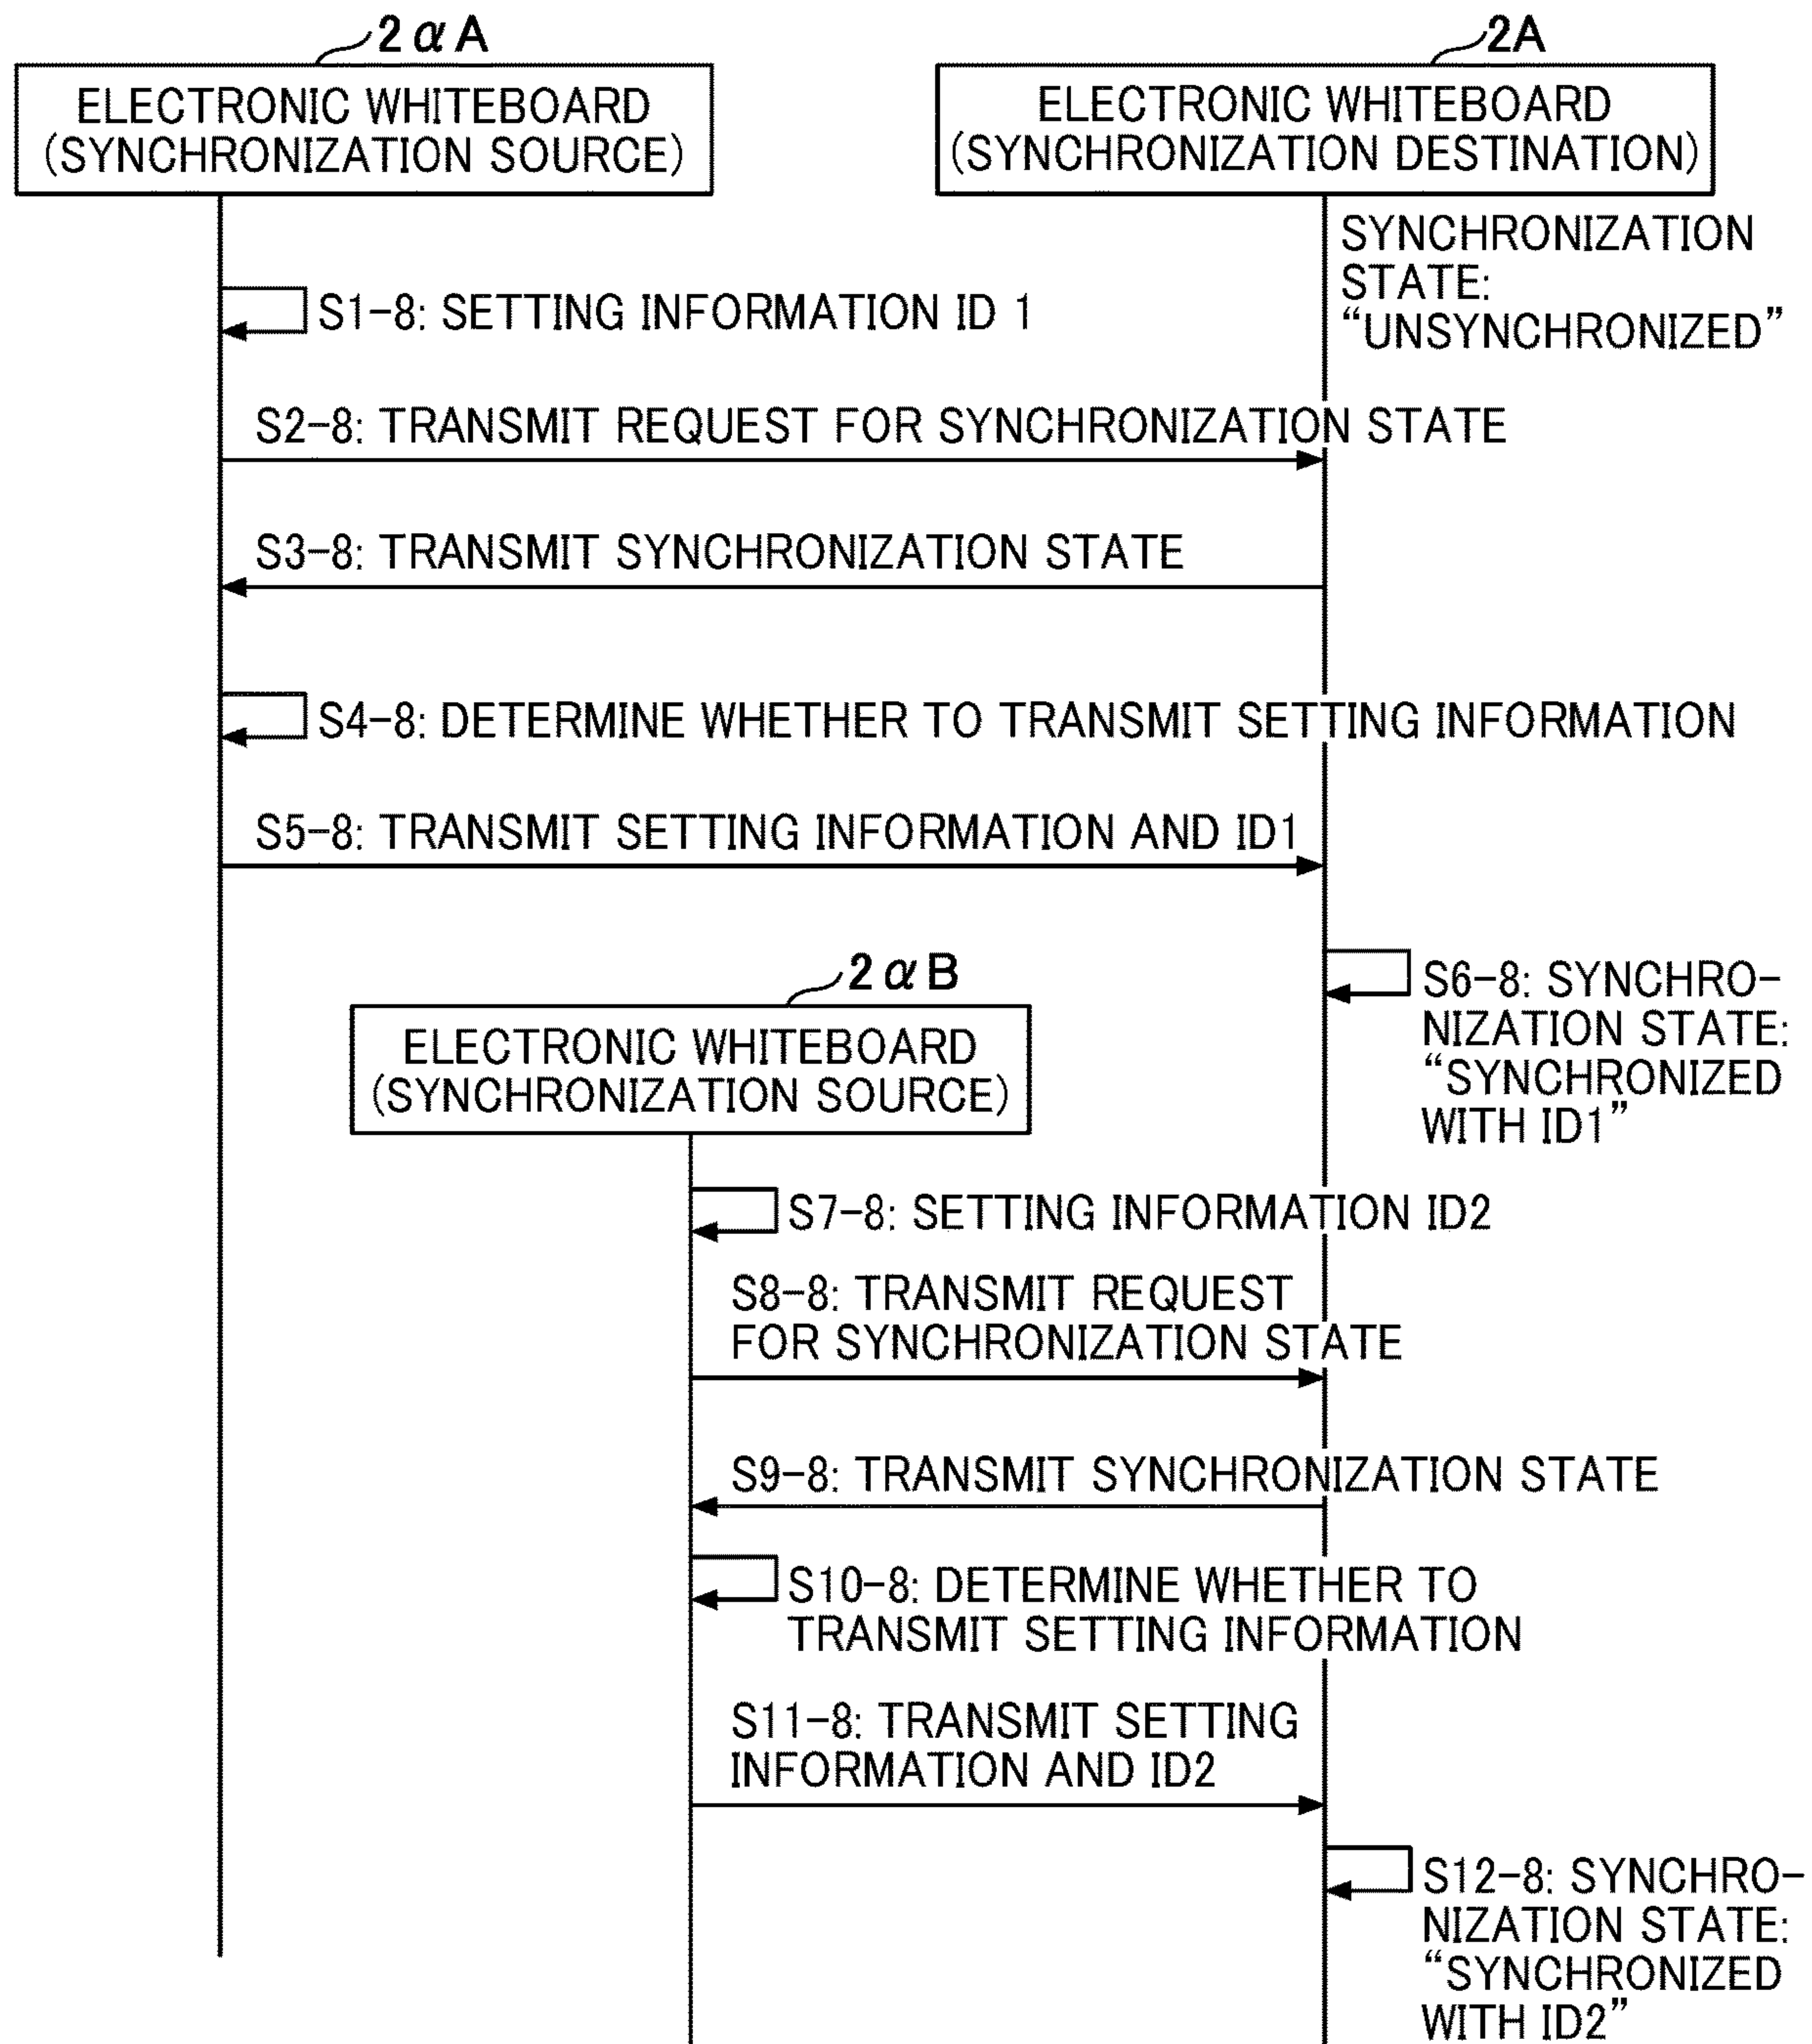 2αA
ELECTRONIC WHITEBOARD
(SYNCHRONIZATION SOURCE)
2A
ELECTRONIC WHITEBOARD
(SYNCHRONIZATION DESTINATION)
SYNCHRONIZATION
STATE:
“UNSYNCHRONIZED”
S1-8: SETTING INFORMATION ID 1
S2-8: TRANSMIT REQUEST FOR SYNCHRONIZATION STATE
S3-8: TRANSMIT SYNCHRONIZATION STATE
S4-8: DETERMINE WHETHER TO TRANSMIT SETTING INFORMATION
S5-8: TRANSMIT SETTING INFORMATION AND ID1
S6-8: SYNCHRO-
NIZATION STATE:
“SYNCHRONIZED
WITH ID1”
2αB
ELECTRONIC WHITEBOARD
(SYNCHRONIZATION SOURCE)
S7-8: SETTING INFORMATION ID2
S8-8: TRANSMIT REQUEST
FOR SYNCHRONIZATION STATE
S9-8: TRANSMIT SYNCHRONIZATION STATE
S10-8: DETERMINE WHETHER TO
TRANSMIT SETTING INFORMATION
S11-8: TRANSMIT SETTING
INFORMATION AND ID2
S12-8: SYNCHRO-
NIZATION STATE:
“SYNCHRONIZED
WITH ID2”